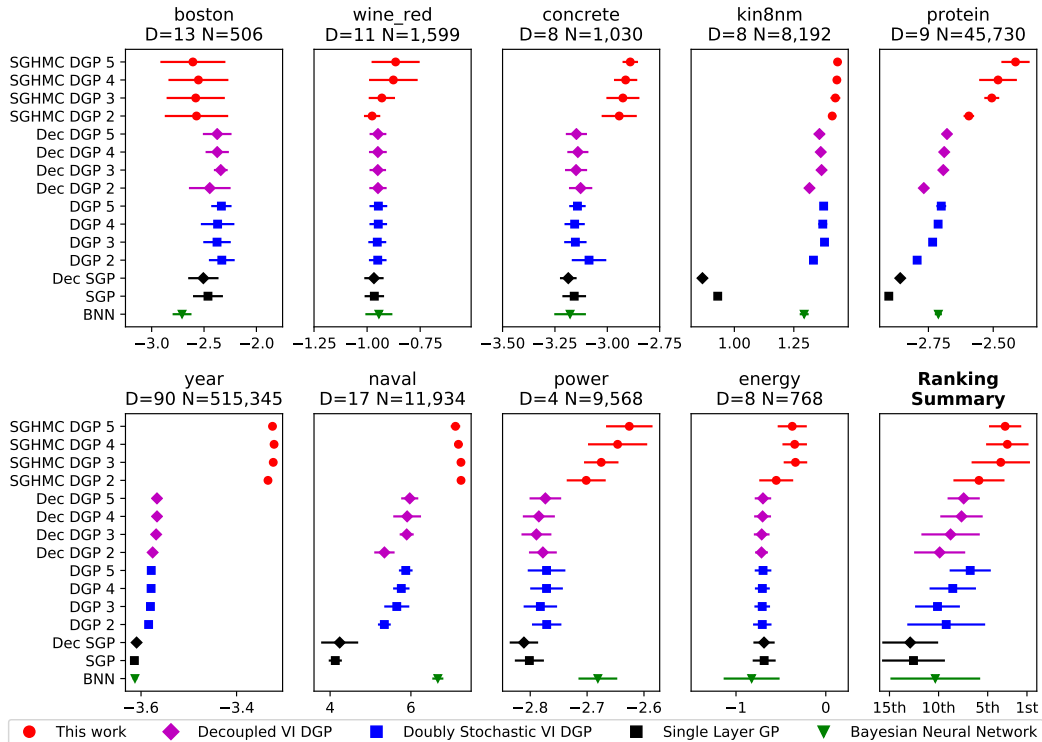 boston
D=13 N=506
wine_red
D=11 N=1,599
concrete
D=8 N=1,030
kin8nm
D=8 N=8,192
protein
D=9 N=45,730
SGHMC DGP 5
SGHMC DGP 4
SGHMC DGP 3
SGHMC DGP 2
Dec DGP 5
Dec DGP 4
Dec DGP 3
Dec DGP 2
DGP 5
DGP 4
DGP 3
DGP 2
Dec SGP
SGP
BNN
−3.0 −2.5 −2.0
−1.25 −1.00 −0.75
−3.50 −3.25 −3.00 −2.75
1.00 1.25
−2.75 −2.50
year
D=90 N=515,345
naval
D=17 N=11,934
power
D=4 N=9,568
energy
D=8 N=768
Ranking
Summary
SGHMC DGP 5
SGHMC DGP 4
SGHMC DGP 3
SGHMC DGP 2
Dec DGP 5
Dec DGP 4
Dec DGP 3
Dec DGP 2
DGP 5
DGP 4
DGP 3
DGP 2
Dec SGP
SGP
BNN
−3.6 −3.4
4 6
−2.8 −2.7 −2.6
−1 0
15th 10th 5th 1st
This work Decoupled VI DGP Doubly Stochastic VI DGP Single Layer GP Bayesian Neural Network